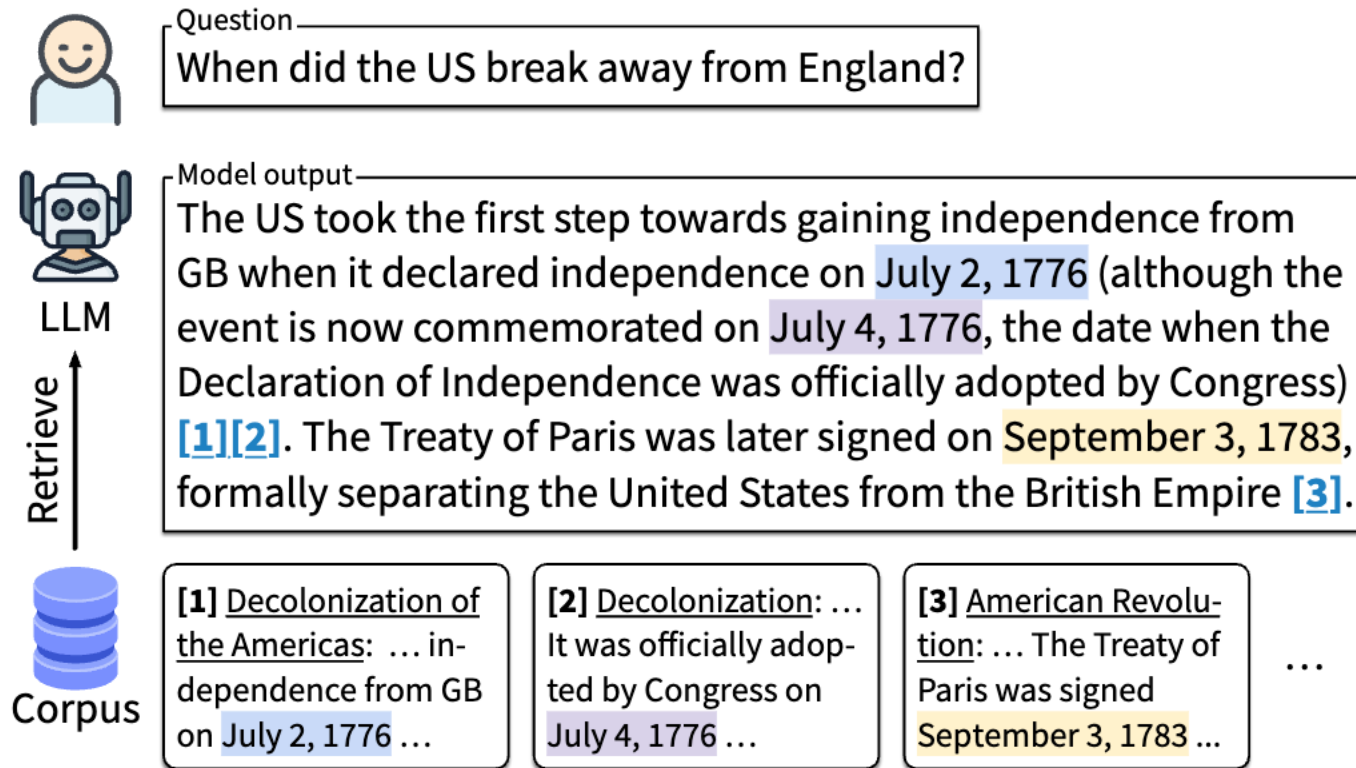 Question
When did the US break away from England?
Model output
The US took the first step towards gaining independence from
GB when it declared independence on July 2, 1776 (although the
event is now commemorated on July 4, 1776, the date when the
Declaration of Independence was officially adopted by Congress)
[1][2]. The Treaty of Paris was later signed on September 3, 1783,
formally separating the United States from the British Empire [3].
LLM
Retrieve
Corpus
[1] Decolonization of
the Americas: … in-
dependence from GB
on July 2, 1776 …
[2] Decolonization: …
It was officially adop-
ted by Congress on
July 4, 1776 …
[3] American Revolu-
tion: … The Treaty of
Paris was signed
September 3, 1783 ...
…